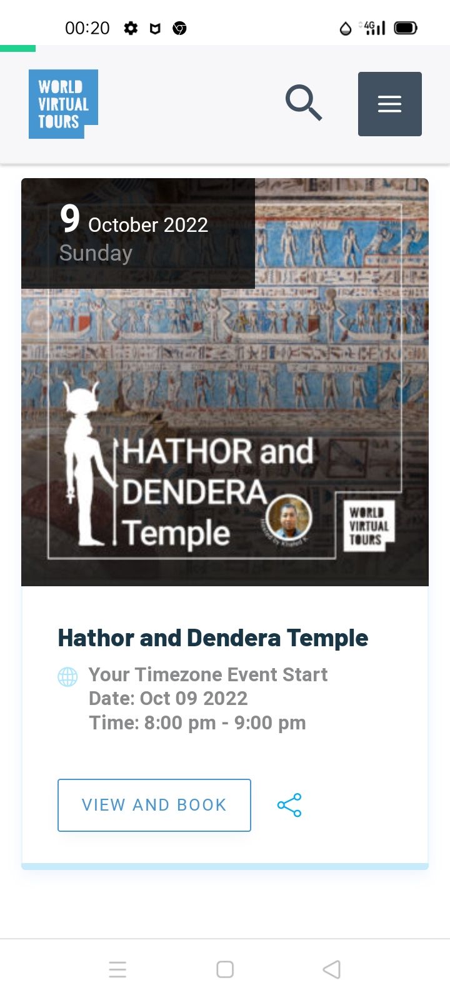 00:20
4G
WORLD
VIRTUAL
TOURS
9 October 2022
Sunday
HATHOR and
DENDERA
Temple
Hosted by Khaled K.
WORLD
VIRTUAL
TOURS
Hathor and Dendera Temple
Your Timezone Event Start
Date: Oct 09 2022
Time: 8:00 pm - 9:00 pm
VIEW AND BOOK